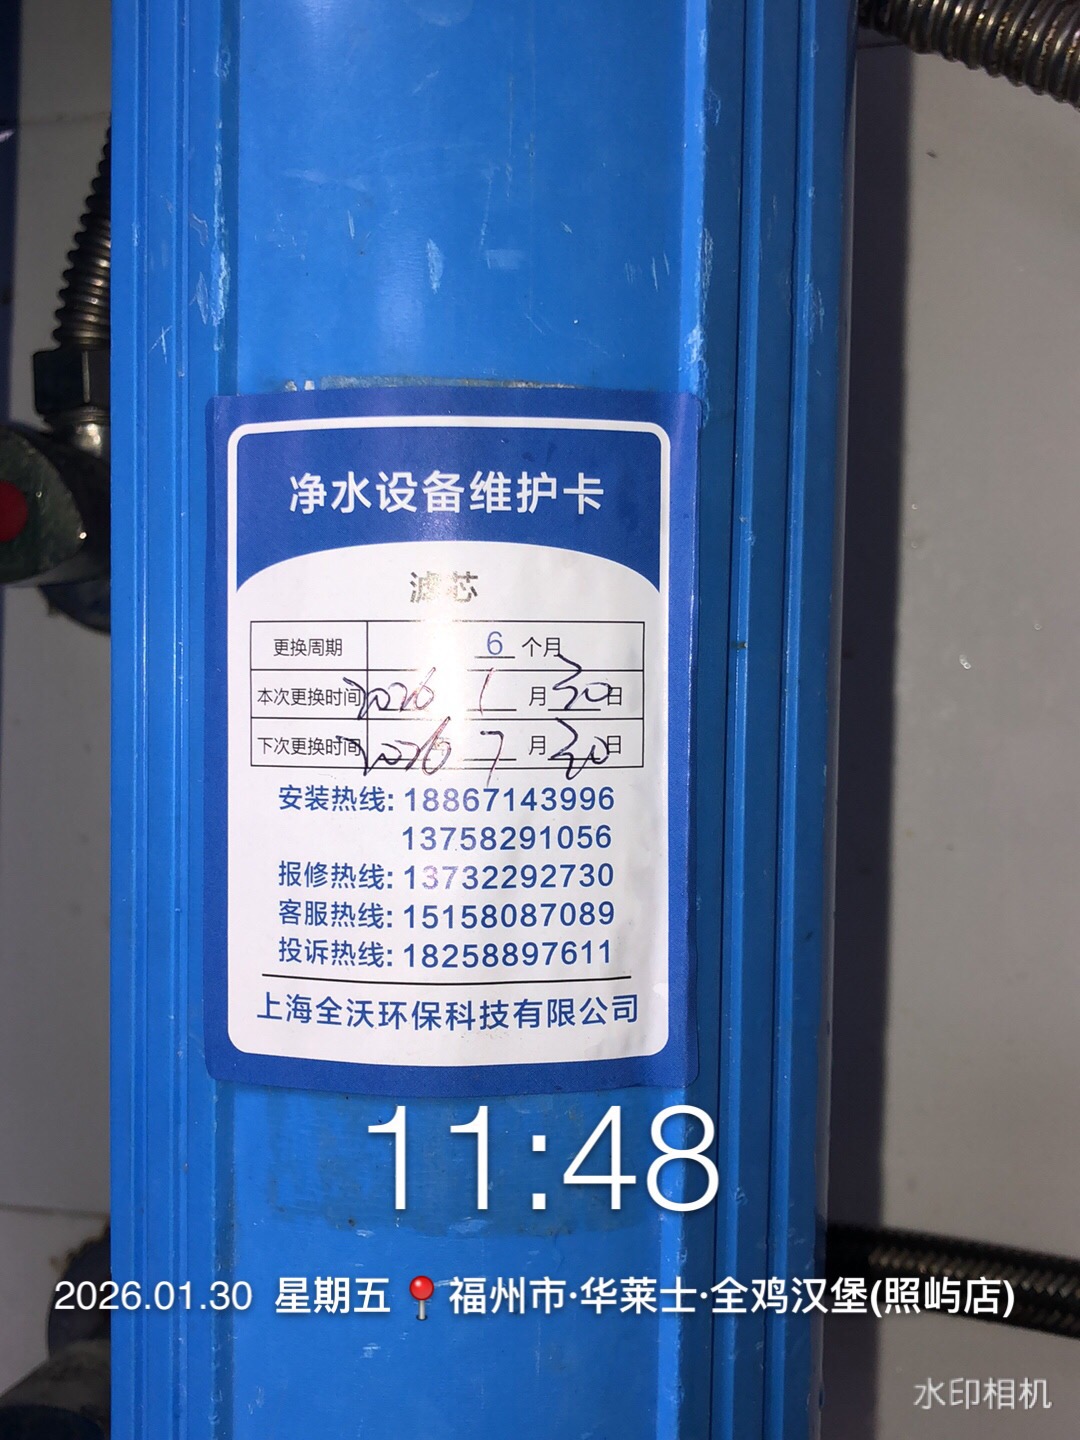 净水设备维护卡
滤芯
更换周期 6 个月
本次更换时间 2026 1 月 30 日
下次更换时间 2026 7 月 30 日
安装热线: 18867143996
13758291056
报修热线: 13732292730
客服热线: 15158087089
投诉热线: 18258897611
上海全沃环保科技有限公司
11:48
2026.01.30 星期五 📍福州市·华莱士·全鸡汉堡(照屿店)
水印相机